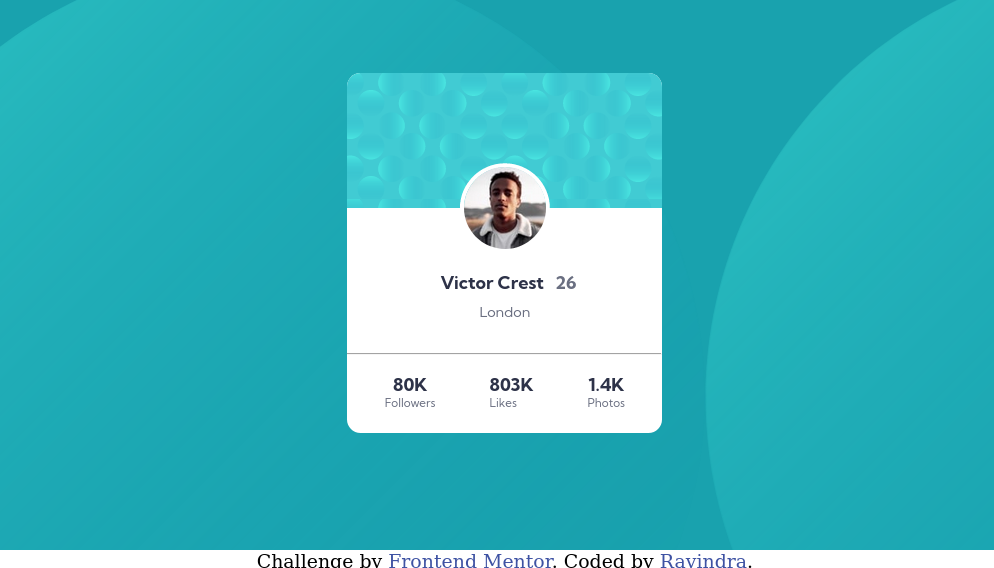 Victor Crest 26
London
80K 803K 1.4K
Followers Likes Photos
Challenge by Frontend Mentor. Coded by Ravindra.